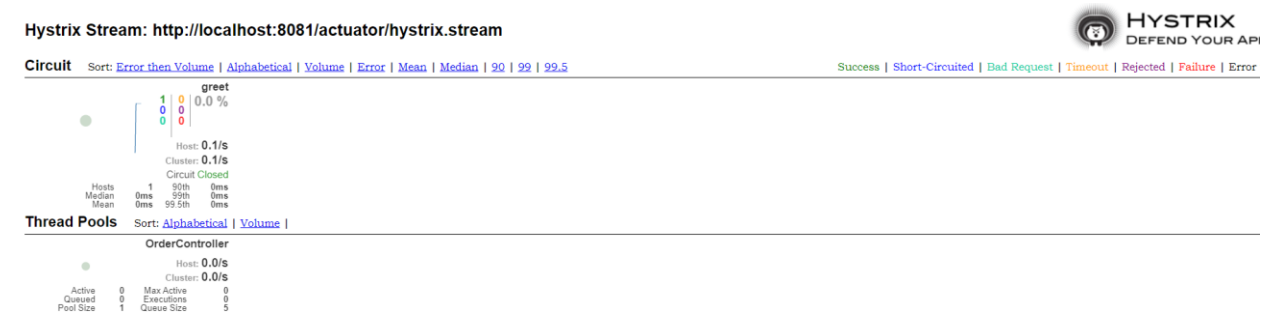 Hystrix Stream: http://localhost:8081/actuator/hystrix.stream
HYSTRIX
DEFEND YOUR AP
Circuit Sort: Error then Volume | Alphabetical | Volume | Error | Mean | Median | 90 | 99 | 99.5
Success | Short-Circuited | Bad Request | Timeout | Rejected | Failure | Error
greet
1 | 0 | 0.0 %
0 | 0
0 | 0
Host: 0.1/s
Cluster: 0.1/s
Circuit Closed
Hosts 1 90th 0ms
Median 0ms 99th 0ms
Mean 0ms 99.5th 0ms
Thread Pools Sort: Alphabetical | Volume |
OrderController
Host: 0.0/s
Cluster: 0.0/s
Active 0 Max Active 0
Queued 0 Executions 0
Pool Size 1 Queue Size 5